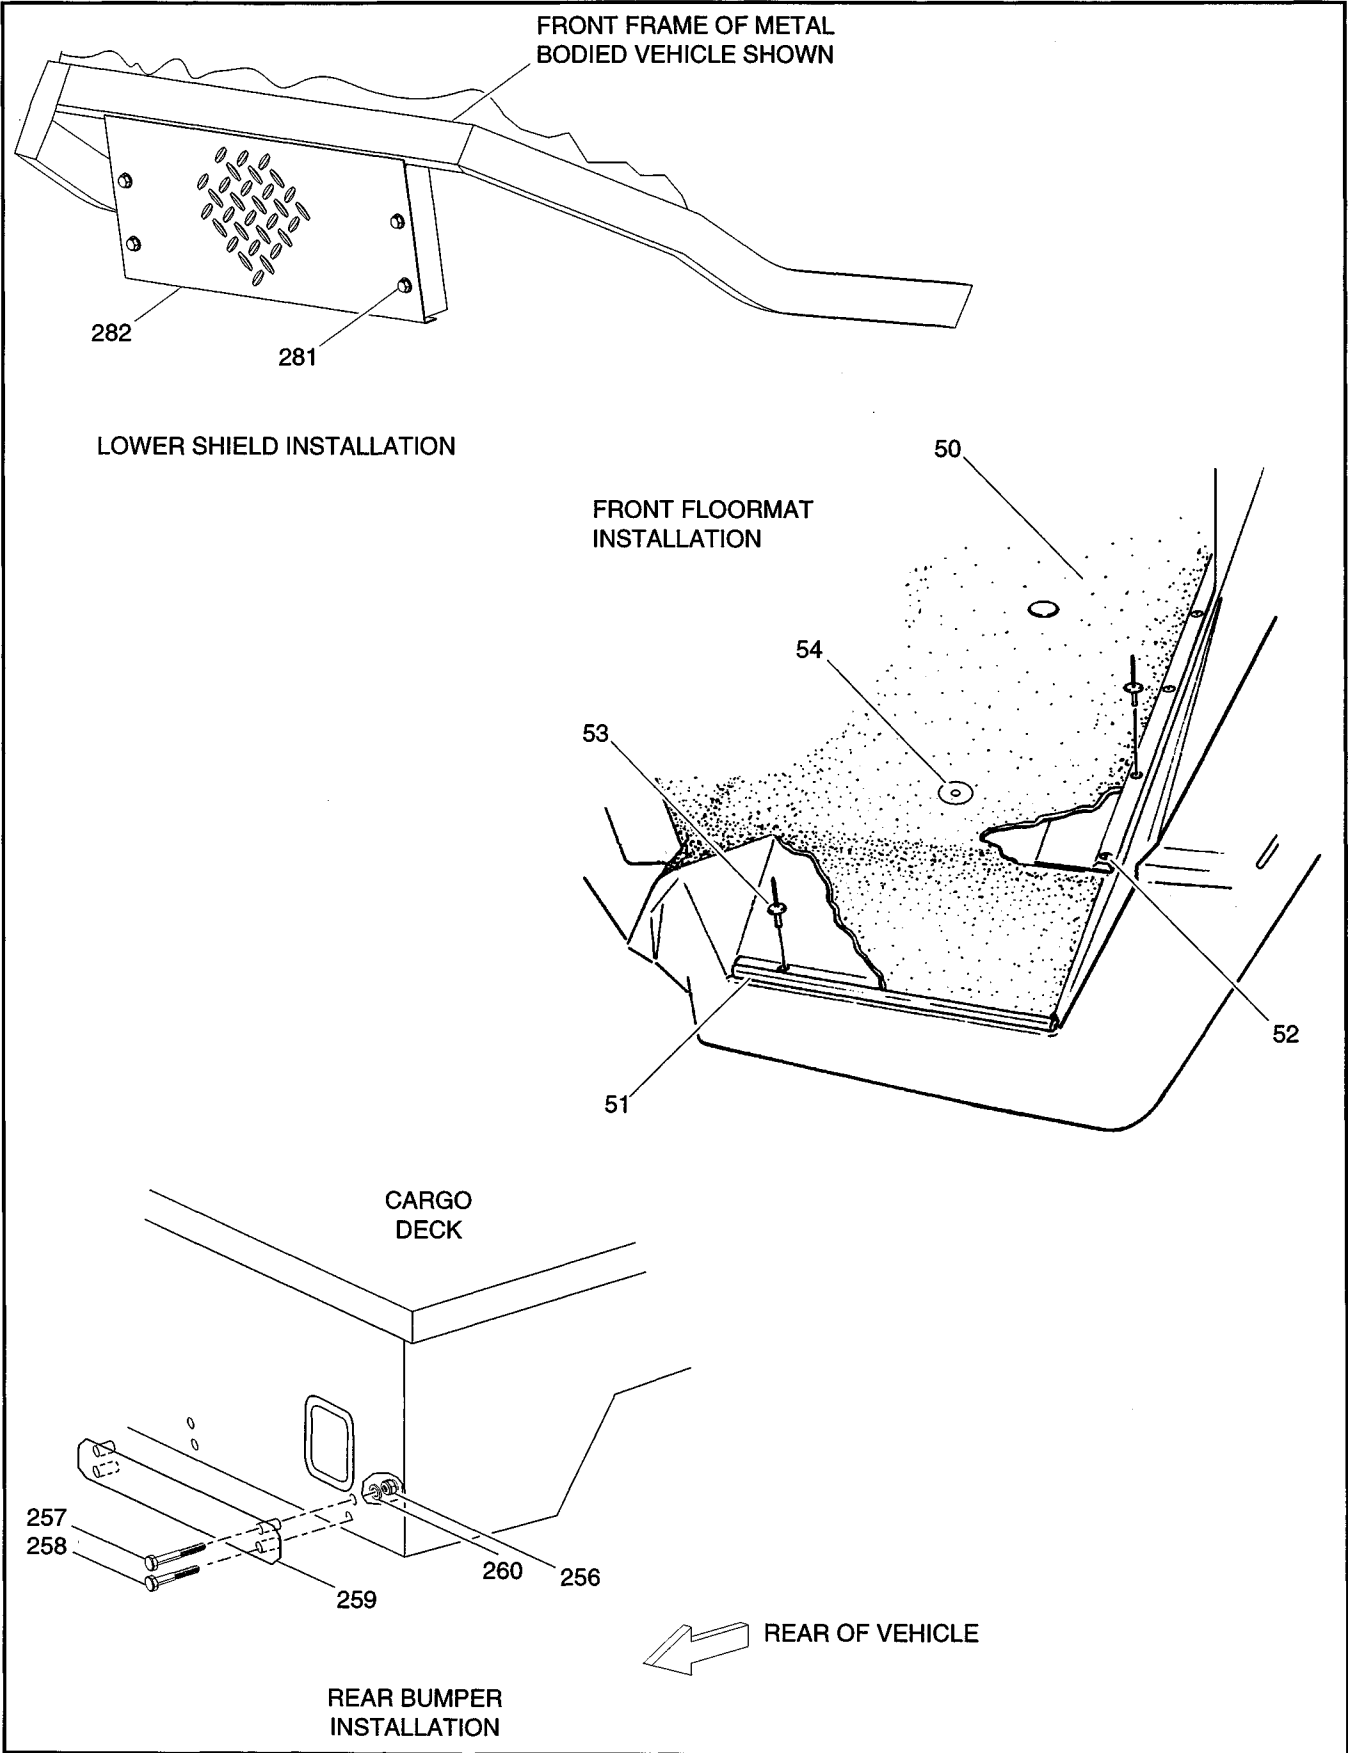 FRONT FRAME OF METAL
BODIED VEHICLE SHOWN
282
281
LOWER SHIELD INSTALLATION
50
FRONT FLOORMAT
INSTALLATION
54
53
52
51
CARGO
DECK
257
258
260
256
259
REAR OF VEHICLE
REAR BUMPER
INSTALLATION